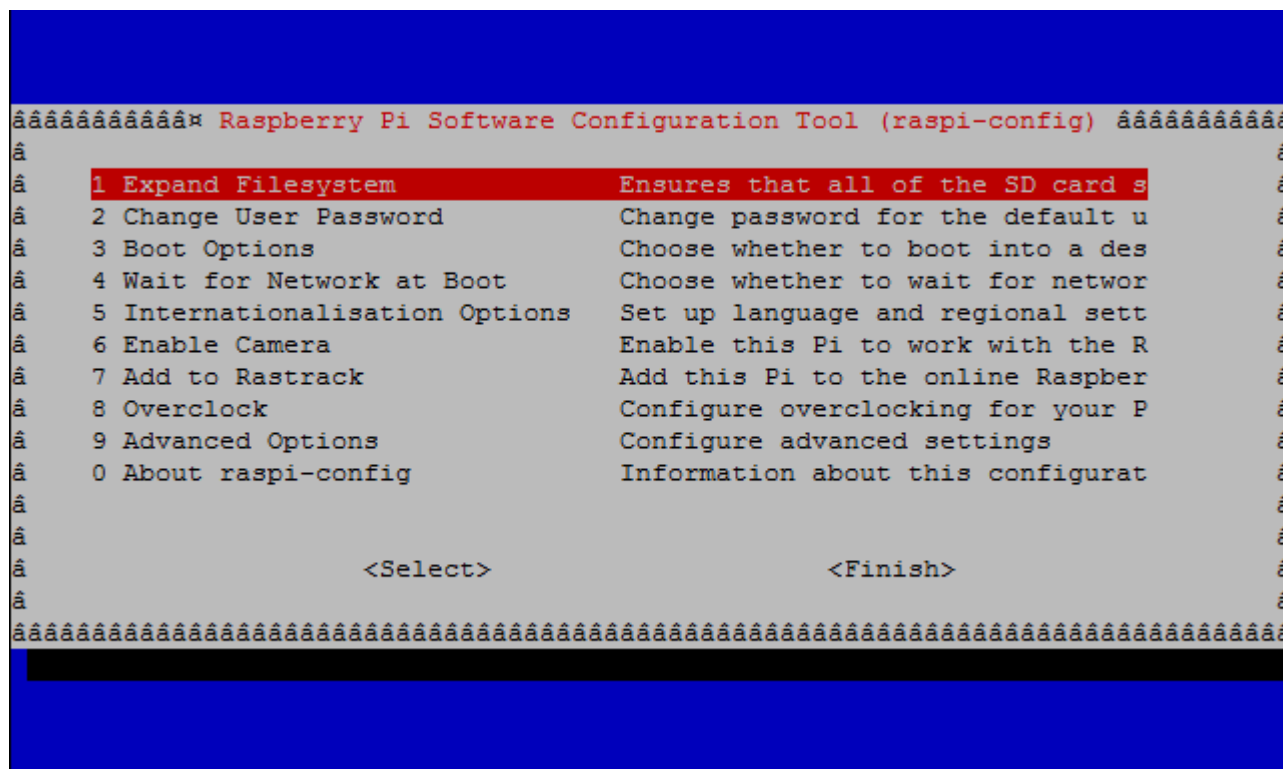 âââââââââââ¤ Raspberry Pi Software Configuration Tool (raspi-config) ââââââââââ
â
â 1 Expand Filesystem Ensures that all of the SD card s
â 2 Change User Password Change password for the default u
â 3 Boot Options Choose whether to boot into a des
â 4 Wait for Network at Boot Choose whether to wait for networ
â 5 Internationalisation Options Set up language and regional sett
â 6 Enable Camera Enable this Pi to work with the R
â 7 Add to Rastrack Add this Pi to the online Raspber
â 8 Overclock Configure overclocking for your P
â 9 Advanced Options Configure advanced settings
â 0 About raspi-config Information about this configurat
â
â
â <Select> <Finish>
â
âââââââââââââââââââââââââââââââââââââââââââââââââââââââââââââââââââââââââââââââ